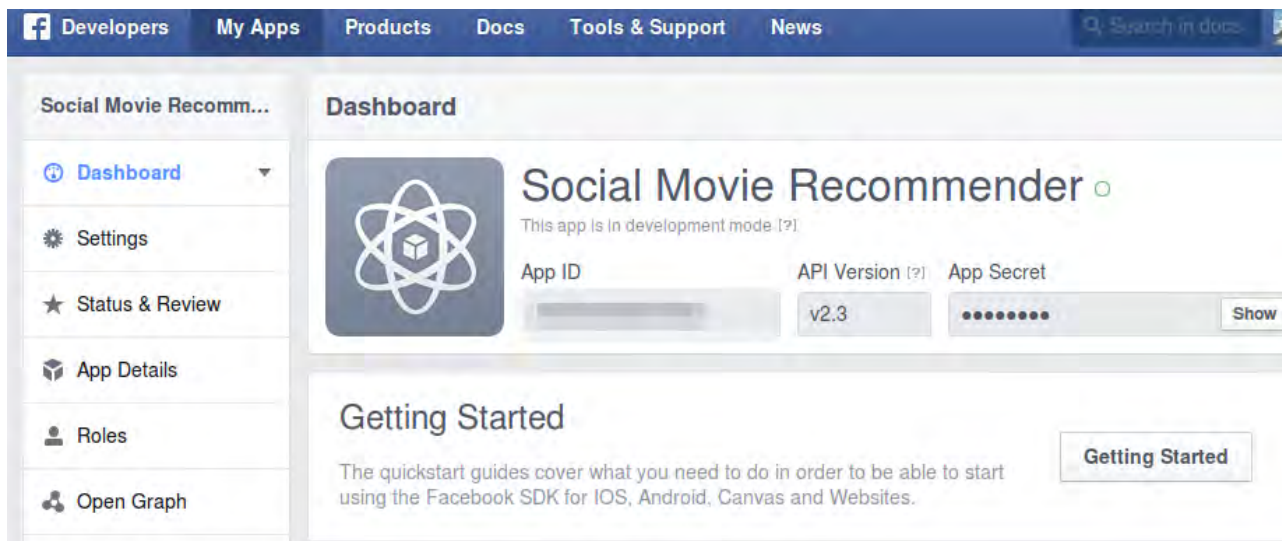 Developers My Apps Products Docs Tools & Support News Search in docs
Social Movie Recomm...
Dashboard
Settings
Status & Review
App Details
Roles
Open Graph
Dashboard
Social Movie Recommender
This app is in development mode [?]
App ID API Version [?] App Secret
v2.3 •••••••• Show
Getting Started
The quickstart guides cover what you need to do in order to be able to start
using the Facebook SDK for IOS, Android, Canvas and Websites.
Getting Started